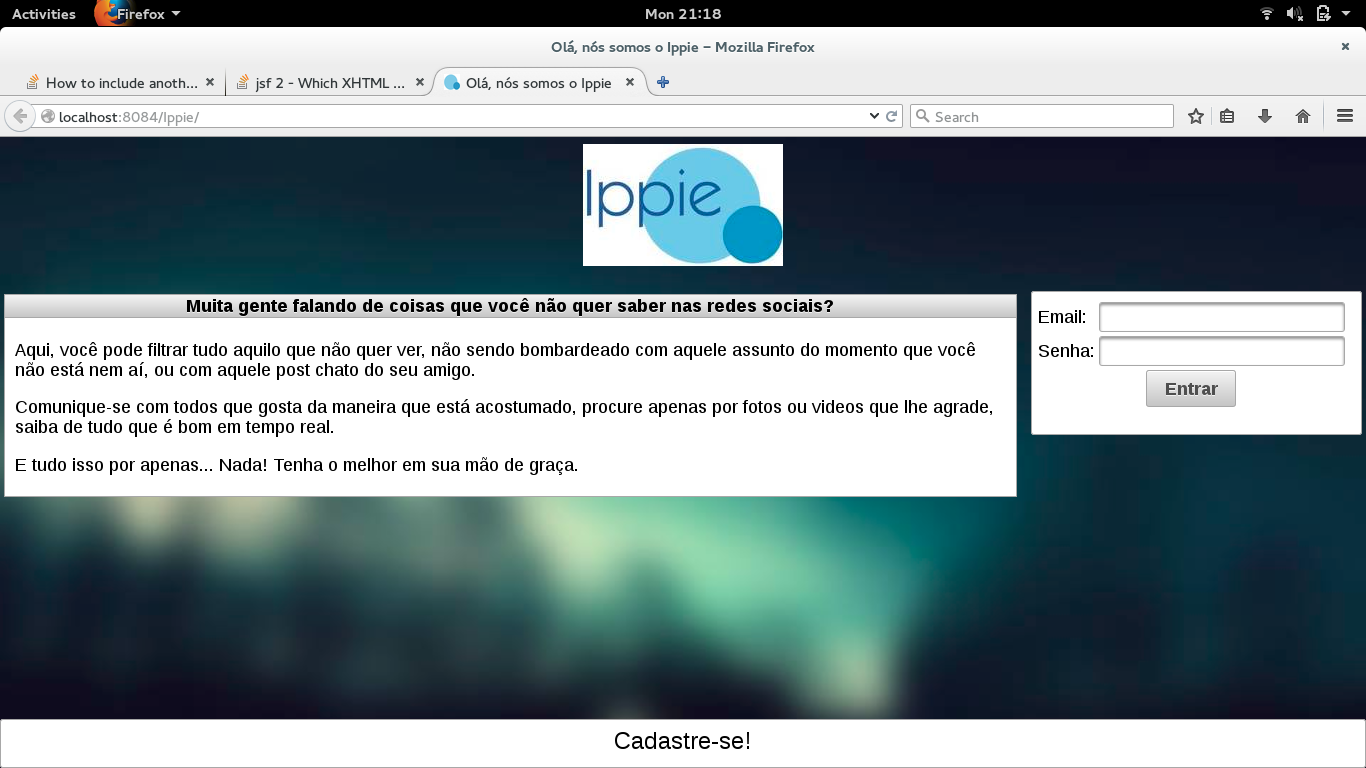 Activities Firefox Mon 21:18
Olá, nós somos o Ippie – Mozilla Firefox
How to include anoth... jsf 2 - Which XHTML ... Olá, nós somos o Ippie
localhost:8084/Ippie/ Search
Ippie
Muita gente falando de coisas que você não quer saber nas redes sociais?
Aqui, você pode filtrar tudo aquilo que não quer ver, não sendo bombardeado com aquele assunto do momento que você
não está nem aí, ou com aquele post chato do seu amigo.
Comunique-se com todos que gosta da maneira que está acostumado, procure apenas por fotos ou videos que lhe agrade,
saiba de tudo que é bom em tempo real.
E tudo isso por apenas... Nada! Tenha o melhor em sua mão de graça.
Email:
Senha:
Entrar
Cadastre-se!